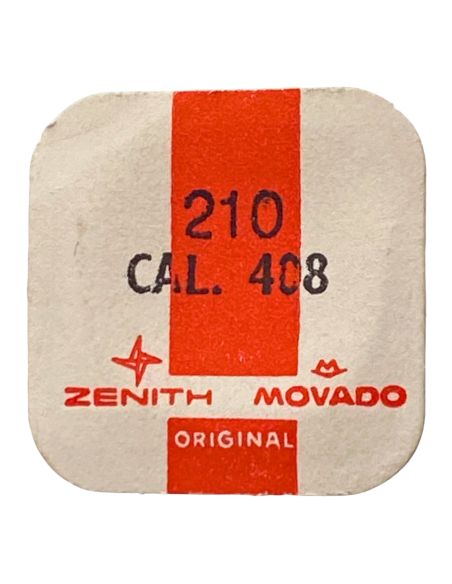 210
CAL. 408
ZENITH MOVADO
ORIGINAL